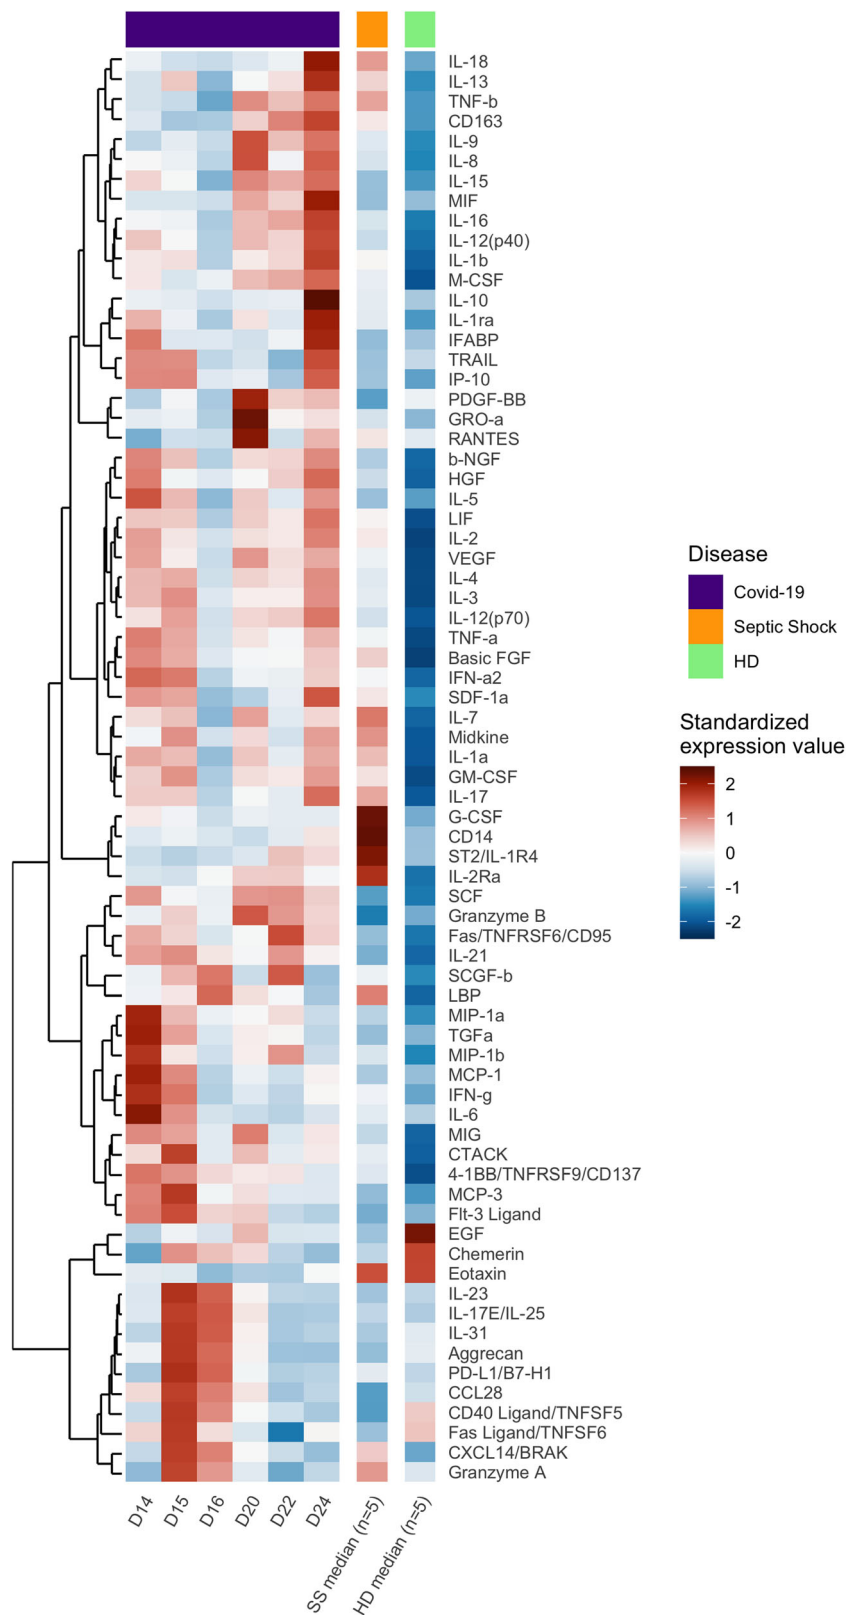 IL-18
IL-13
TNF-b
CD163
IL-9
IL-8
IL-15
MIF
IL-16
IL-12(p40)
IL-1b
M-CSF
IL-10
IL-1ra
IFABP
TRAIL
IP-10
PDGF-BB
GRO-a
RANTES
b-NGF
HGF
IL-5
LIF
IL-2
VEGF
IL-4
IL-3
IL-12(p70)
TNF-a
Basic FGF
IFN-a2
SDF-1a
IL-7
Midkine
IL-1a
GM-CSF
IL-17
G-CSF
CD14
ST2/IL-1R4
IL-2Ra
SCF
Granzyme B
Fas/TNFRSF6/CD95
IL-21
SCGF-b
LBP
MIP-1a
TGFa
MIP-1b
MCP-1
IFN-g
IL-6
MIG
CTACK
4-1BB/TNFRSF9/CD137
MCP-3
Flt-3 Ligand
EGF
Chemerin
Eotaxin
IL-23
IL-17E/IL-25
IL-31
Aggrecan
PD-L1/B7-H1
CCL28
CD40 Ligand/TNFSF5
Fas Ligand/TNFSF6
CXCL14/BRAK
Granzyme A
D14
D15
D16
D20
D22
D24
SS median (n=5)
HD median (n=5)
Disease
Covid-19
Septic Shock
HD
Standardized
expression value
2
1
0
-1
-2